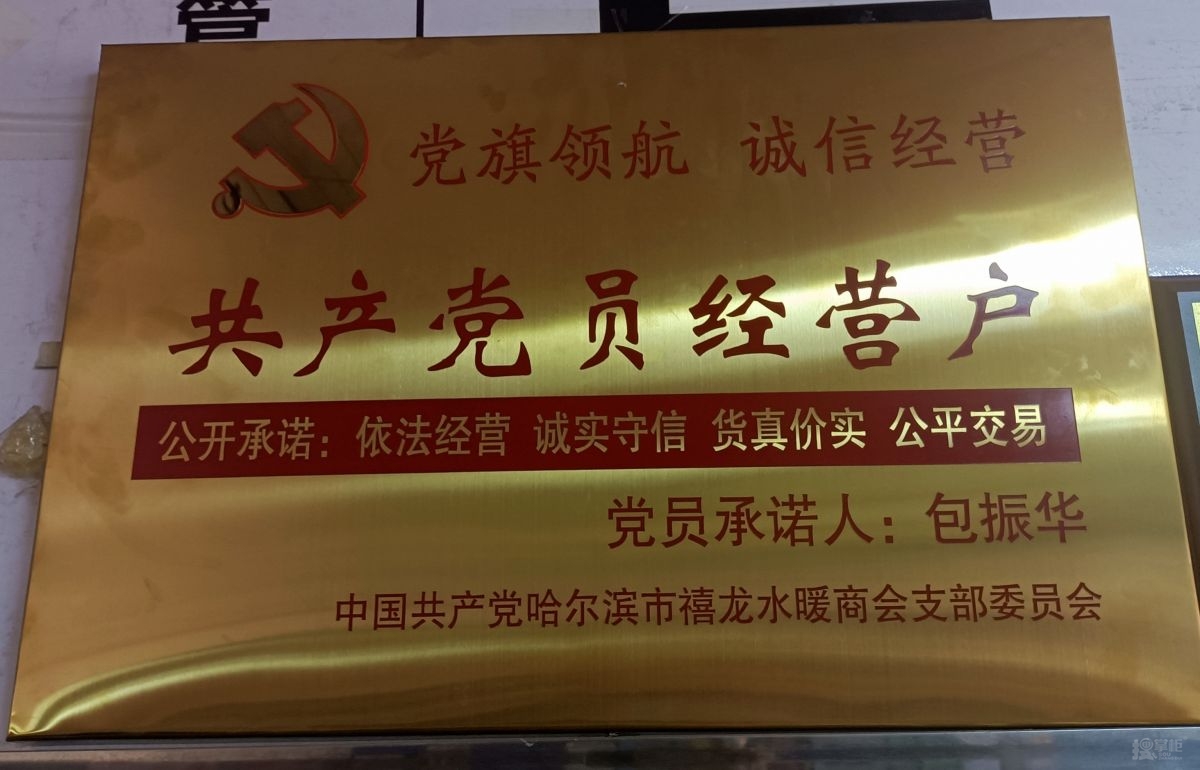 管
党旗领航 诚信经营
共产党员经营户
公开承诺：依法经营 诚实守信 货真价实 公平交易
党员承诺人：包振华
中国共产党哈尔滨市禧龙水暖商会支部委员会